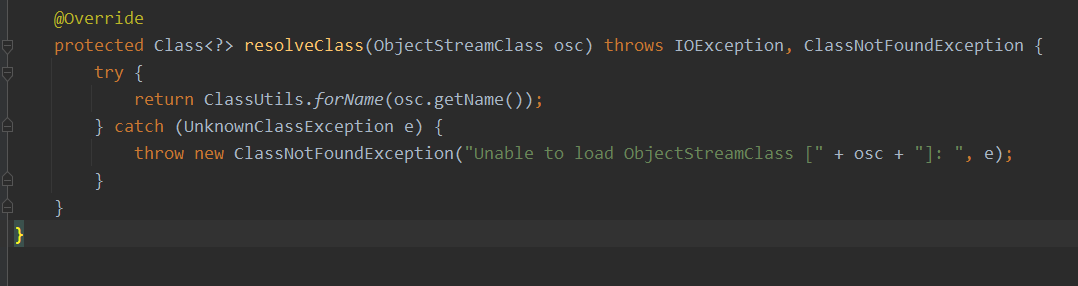 @Override
protected Class<?> resolveClass(ObjectStreamClass osc) throws IOException, ClassNotFoundException {
try {
return ClassUtils.forName(osc.getName());
} catch (UnknownClassException e) {
throw new ClassNotFoundException("Unable to load ObjectStreamClass [" + osc + "]: ", e);
}
}
}